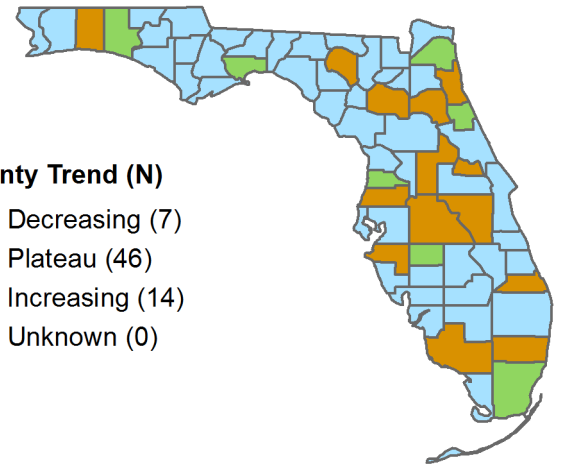 nty Trend (N)
Decreasing (7)
Plateau (46)
Increasing (14)
Unknown (0)